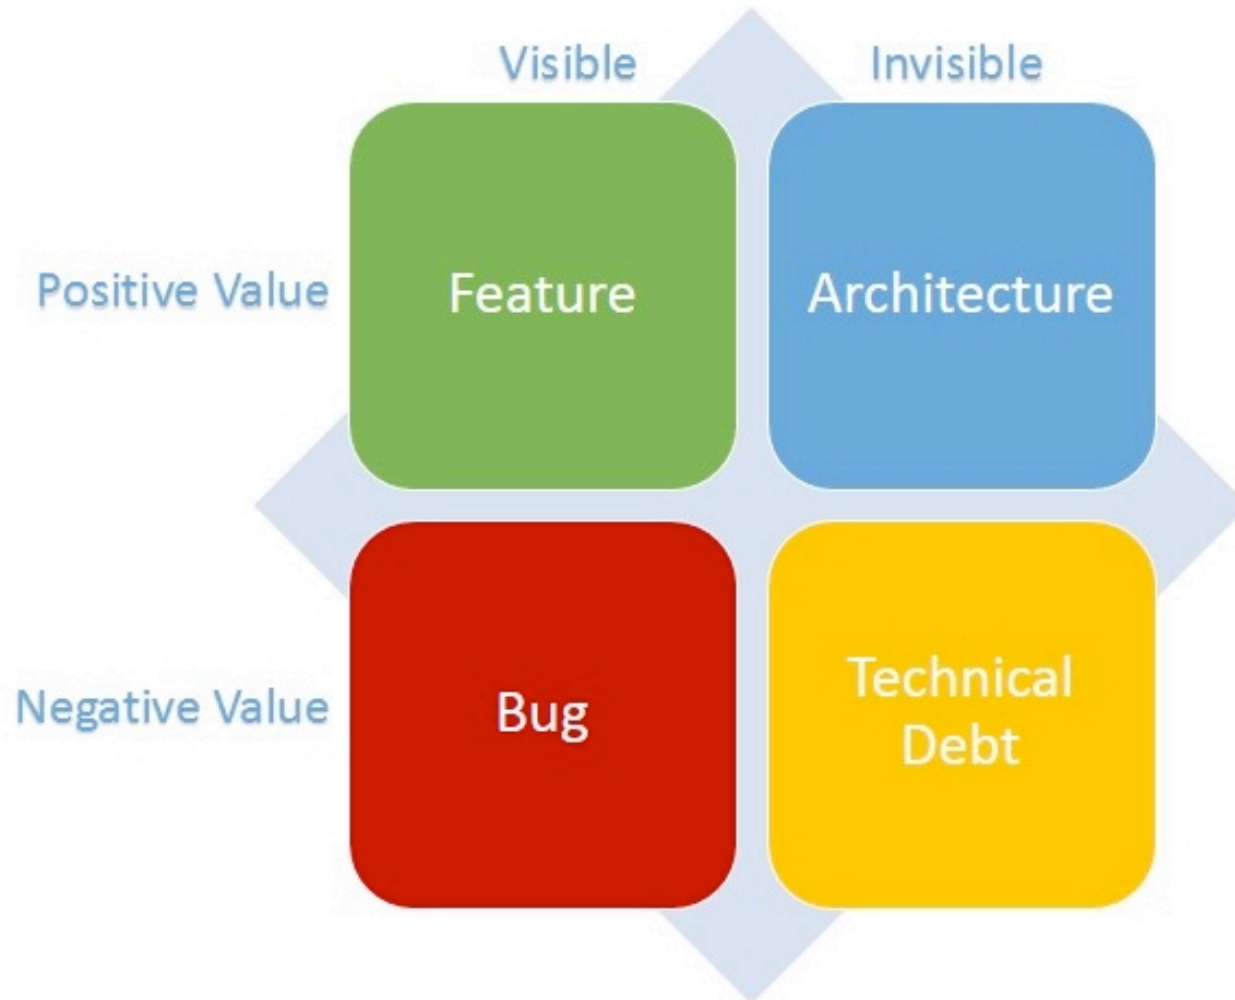 Visible
Invisible
Positive Value
Feature
Architecture
Negative Value
Bug
Technical
Debt